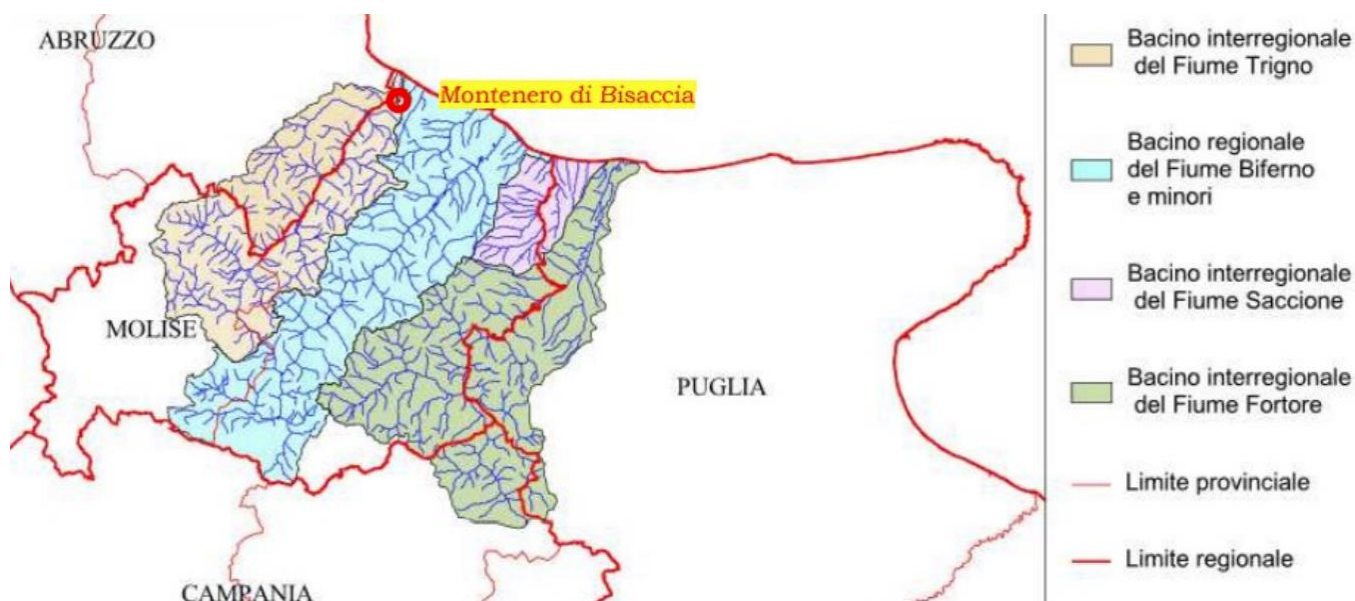 ABRUZZO
Montenero di Bisaccia
MOLISE
PUGLIA
CAMPANIA
Bacino interregionale
del Fiume Trigno
Bacino regionale
del Fiume Biferno
e minori
Bacino interregionale
del Fiume Saccione
Bacino interregionale
del Fiume Fortore
Limite provinciale
Limite regionale